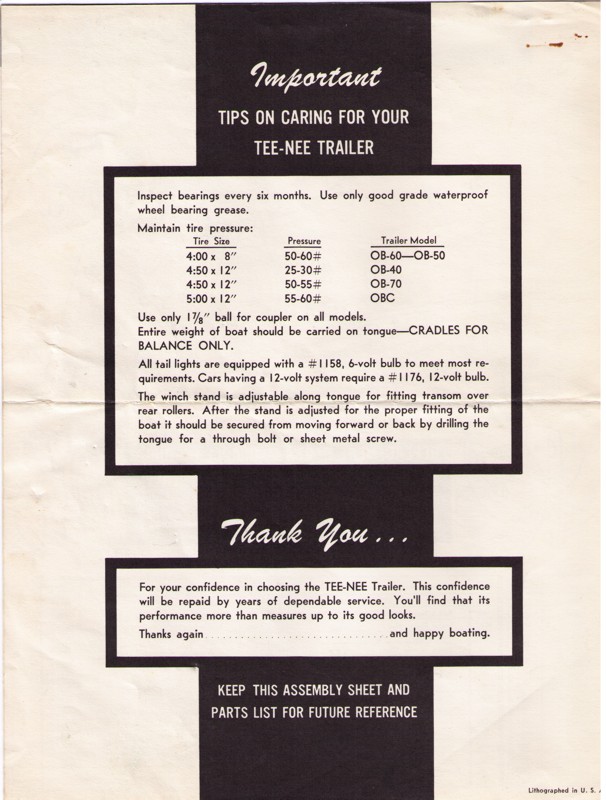 Important
TIPS ON CARING FOR YOUR
TEE-NEE TRAILER
Inspect bearings every six months. Use only good grade waterproof
wheel bearing grease.
Maintain tire pressure:
Tire Size Pressure Trailer Model
4:00 x 8" 50-60# OB-60—OB-50
4:50 x 12" 25-30# OB-40
4:50 x 12" 50-55# OB-70
5:00 x 12" 55-60# OBC
Use only 1⅞" ball for coupler on all models.
Entire weight of boat should be carried on tongue—CRADLES FOR
BALANCE ONLY.
All tail lights are equipped with a #1158, 6-volt bulb to meet most re-
quirements. Cars having a 12-volt system require a #1176, 12-volt bulb.
The winch stand is adjustable along tongue for fitting transom over
rear rollers. After the stand is adjusted for the proper fitting of the
boat it should be secured from moving forward or back by drilling the
tongue for a through bolt or sheet metal screw.
Thank You...
For your confidence in choosing the TEE-NEE Trailer. This confidence
will be repaid by years of dependable service. You'll find that its
performance more than measures up to its good looks.
Thanks again ............................... and happy boating.
KEEP THIS ASSEMBLY SHEET AND
PARTS LIST FOR FUTURE REFERENCE
Lithographed in U. S.